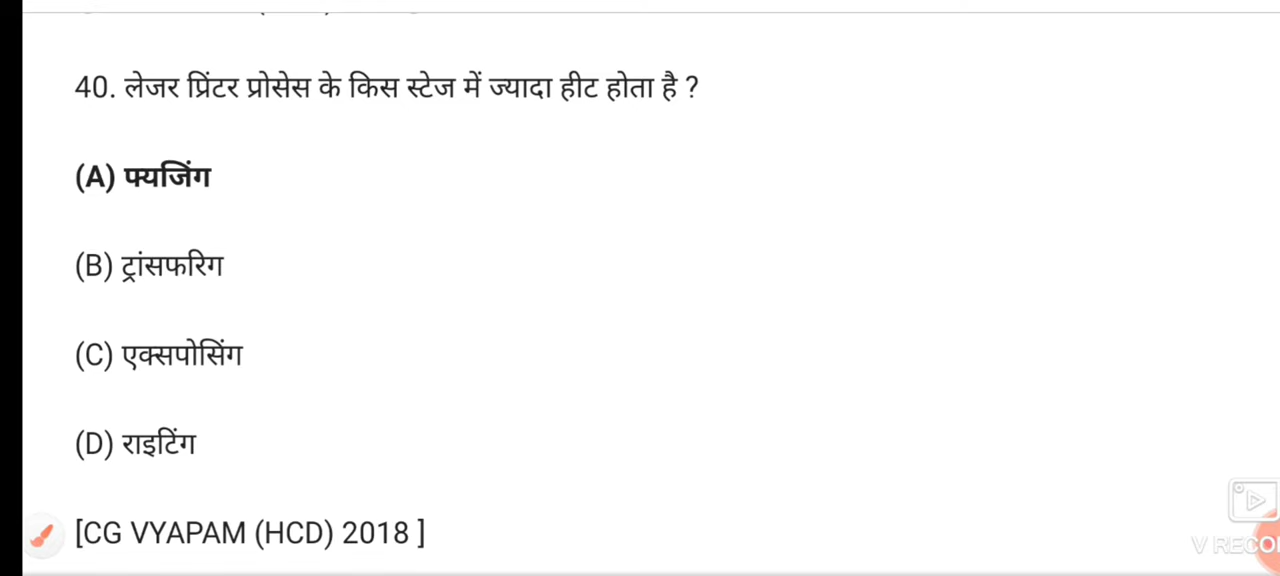 40. लेजर प्रिंटर प्रोसेस के किस स्टेज में ज्यादा हीट होता है ?
(A) फ्यजिंग
(B) ट्रांसफरिग
(C) एक्सपोसिंग
(D) राइटिंग
[CG VYAPAM (HCD) 2018 ]